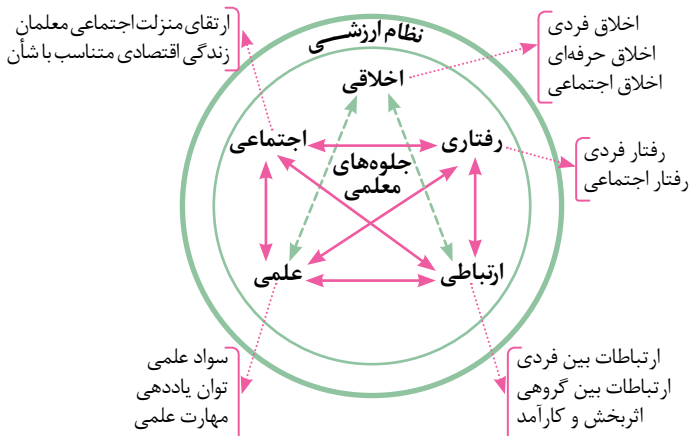 نظام ارزشـــی
اخلاقی
اخلاق فردی
اخلاق حرفه‌ای
اخلاق اجتماعی
ارتقای منزلت اجتماعی معلمان
زندگی اقتصادی متناسب با شأن
رفتاری
رفتار فردی
رفتار اجتماعی
اجتماعی
جلوه‌های
معلمی
ارتباطی
علمی
ارتباطات بین فردی
ارتباطات بین گروهی
اثربخش و کارآمد
سواد علمی
توان یاددهی
مهارت علمی